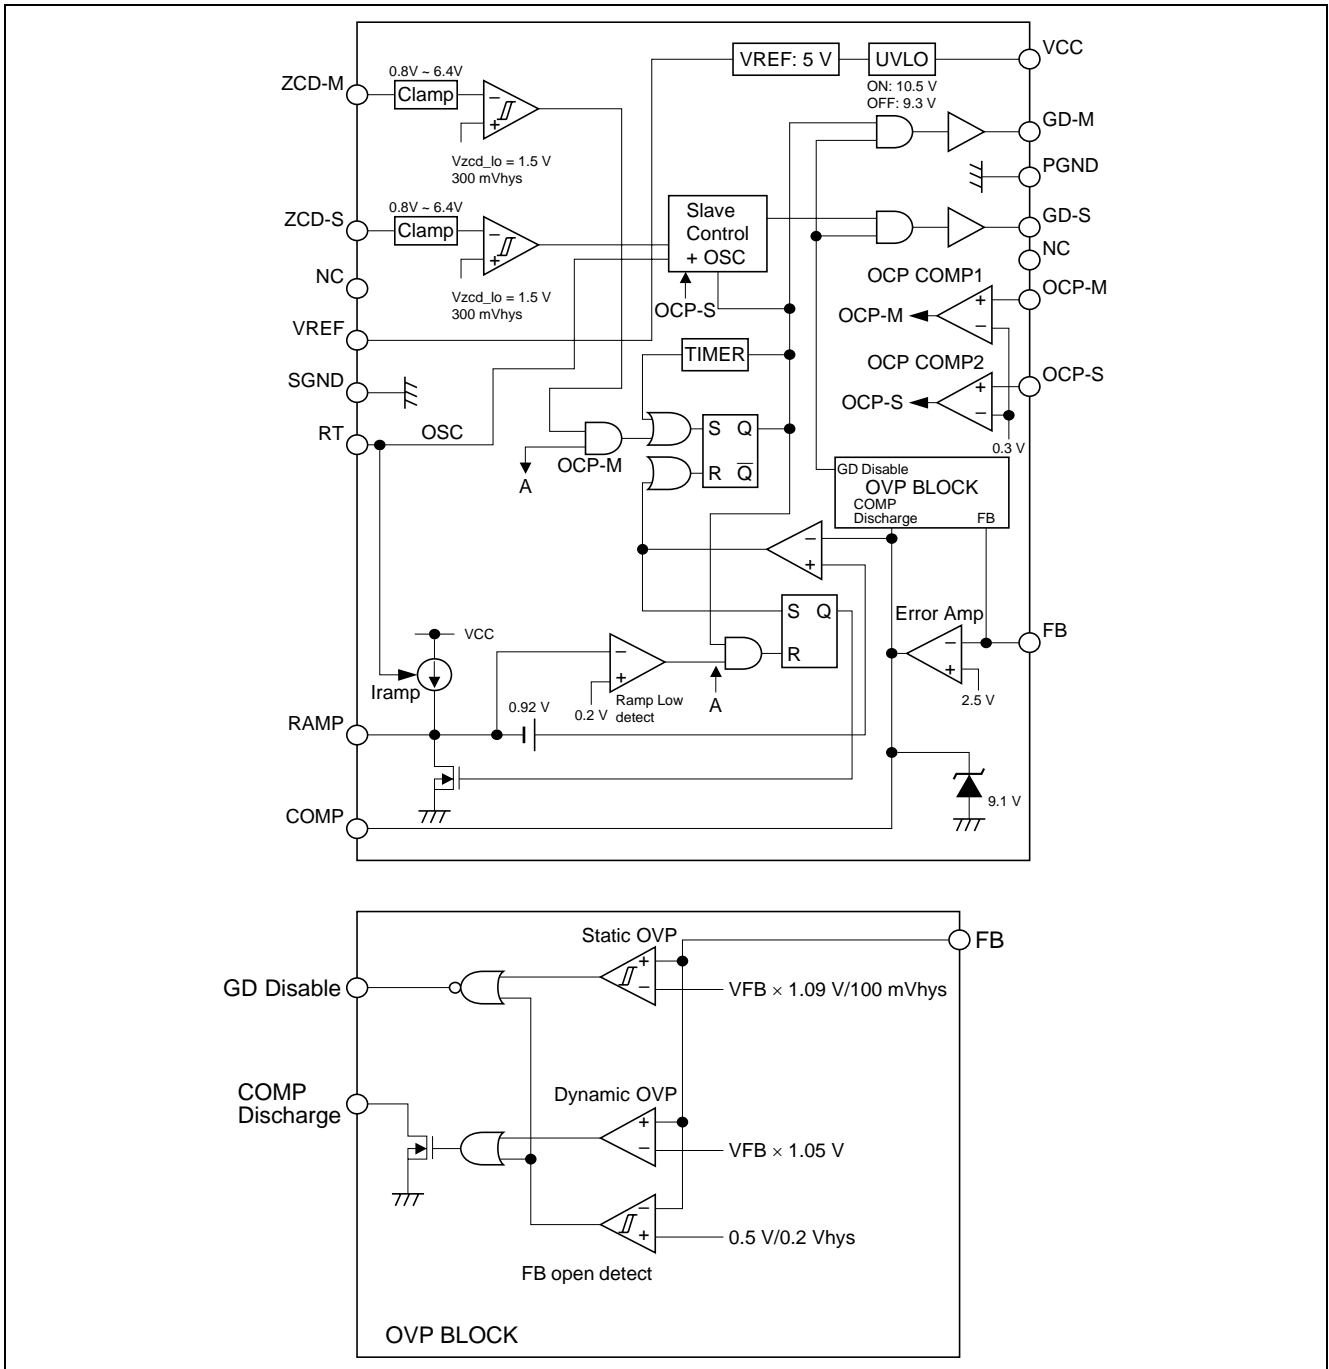 VCC
VREF: 5 V
UVLO
ON: 10.5 V
OFF: 9.3 V
ZCD-M
0.8V ~ 6.4V
Clamp
−
+
Vzcd_lo = 1.5 V
300 mVhys
GD-M
PGND
ZCD-S
0.8V ~ 6.4V
Clamp
−
+
Vzcd_lo = 1.5 V
300 mVhys
Slave
Control
+ OSC
OCP-S
GD-S
NC
NC
OCP COMP1
OCP-M
+
−
OCP-M
VREF
TIMER
OCP COMP2
OCP-S
+
−
OCP-S
0.3 V
SGND
RT
OSC
A
OCP-M
S Q
R Q̅
GD Disable
OVP BLOCK
COMP
Discharge
FB
−
+
Error Amp
−
+
2.5 V
FB
S Q
R
VCC
Iramp
−
+
0.2 V
Ramp Low
detect
A
RAMP
0.92 V
9.1 V
COMP
Static OVP
+
−
FB
GD Disable
VFB × 1.09 V/100 mVhys
COMP
Discharge
Dynamic OVP
+
−
VFB × 1.05 V
−
+
0.5 V/0.2 Vhys
FB open detect
OVP BLOCK